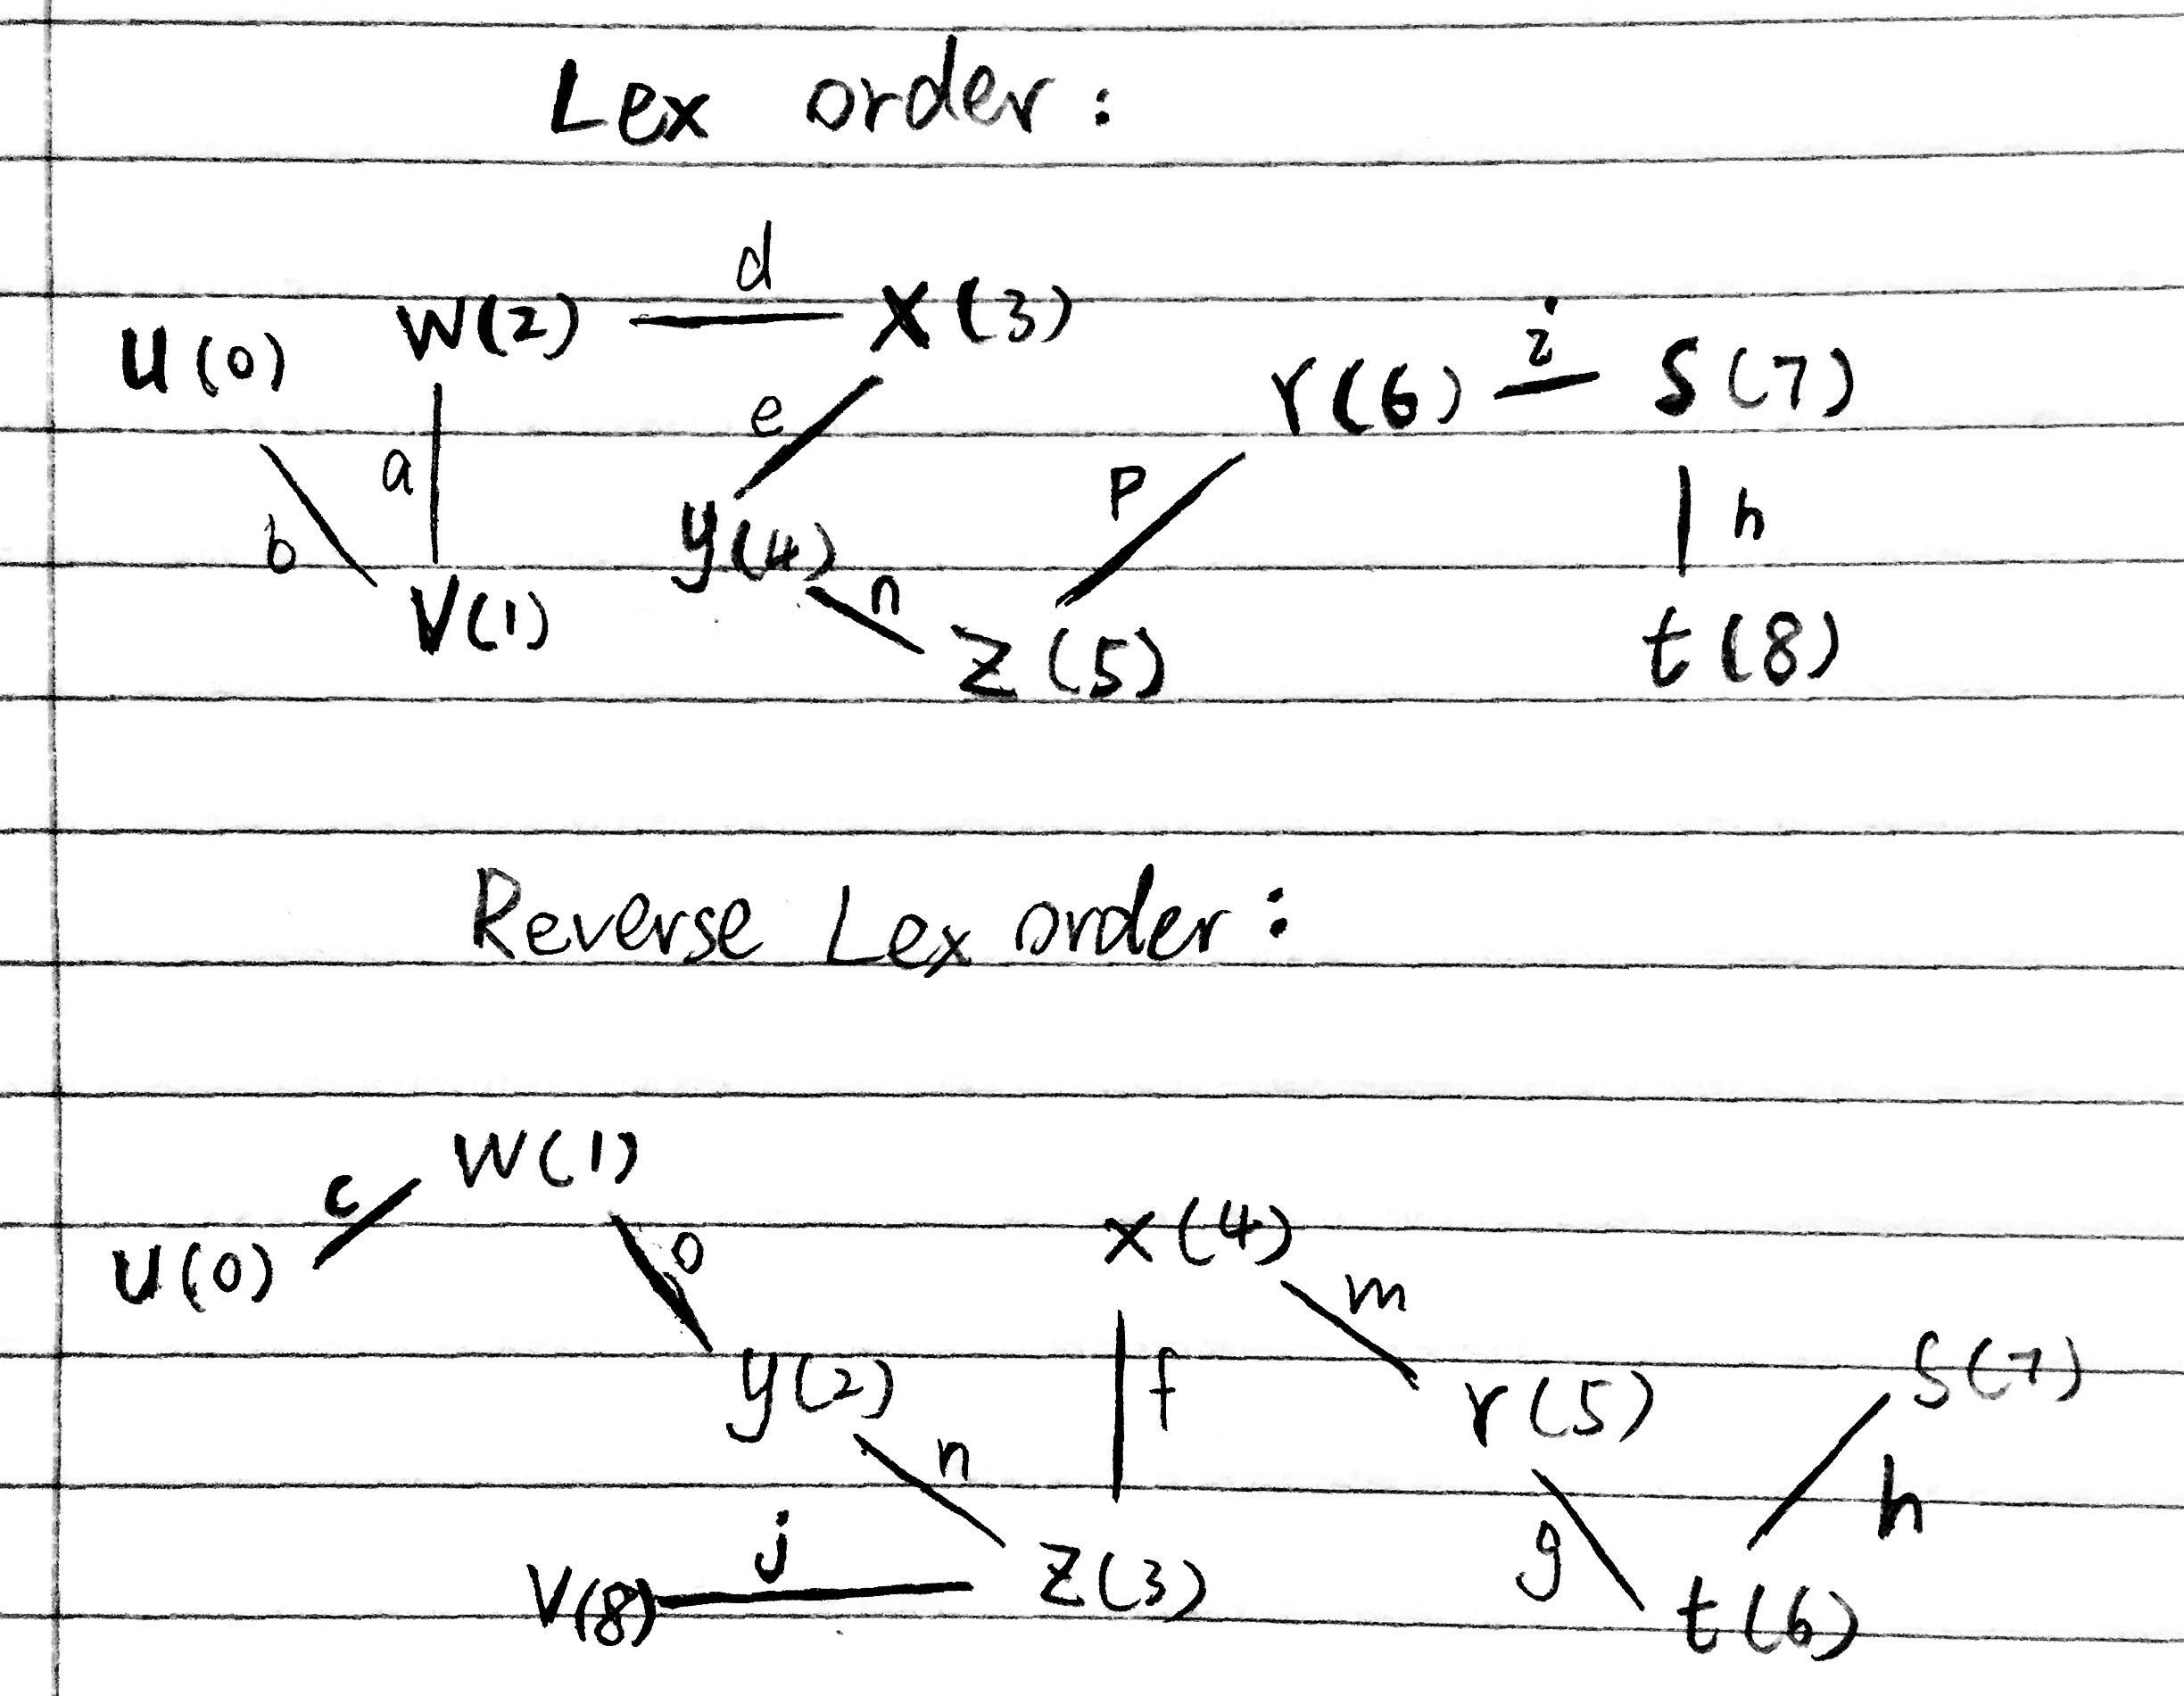 Lex order:
d
u(0) w(2) x(3) r(6) i s(7)
b a e p h
v(1) y(4) n z(5) t(8)
Reverse Lex order:
c w(1)
u(0) o x(4) m
y(2) f r(5) s(7)
n g h
v(8) j z(3) t(6)